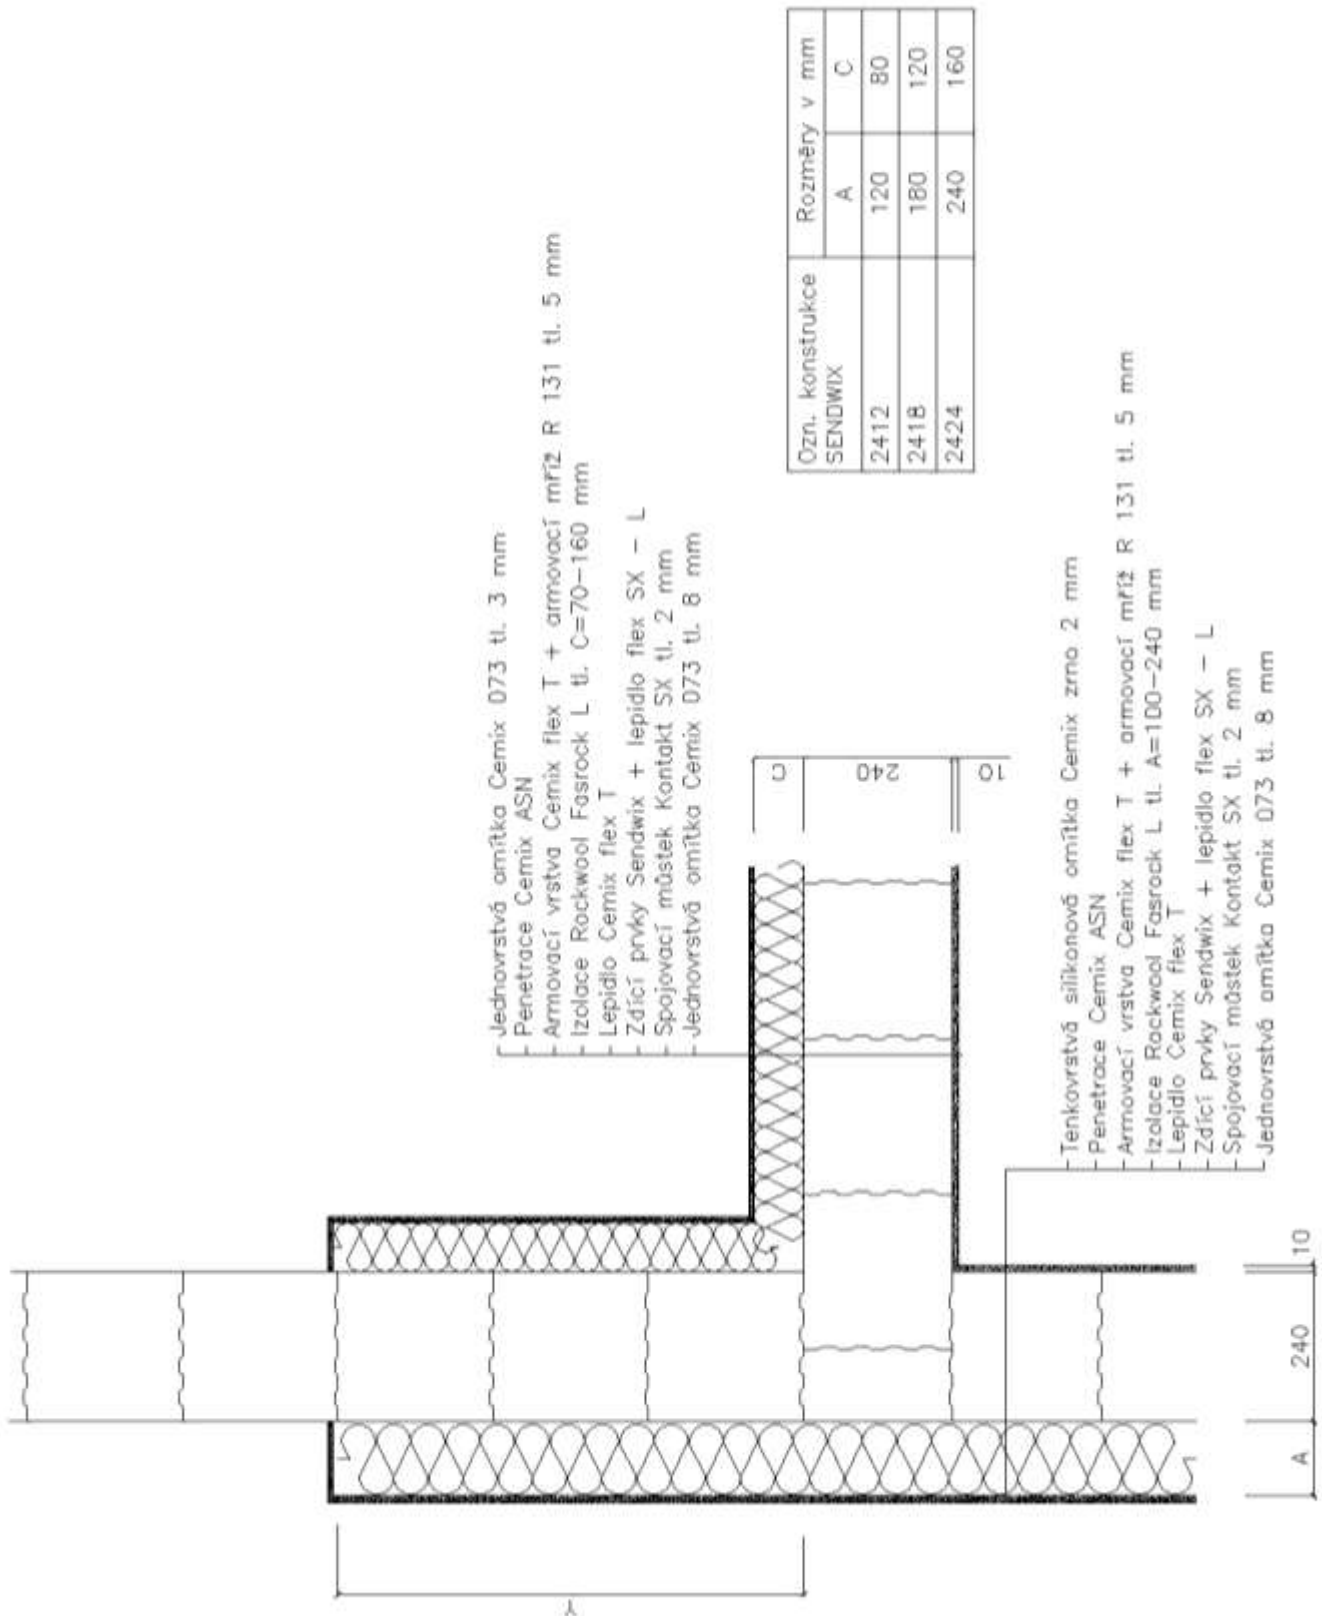 Jednovrstvá omítka Cemix 073 tl. 3 mm
Penetrace Cemix ASN
Armovací vrstva Cemix flex T + armovací mříž R 131 tl. 5 mm
Izolace Rockwool Fasrock L tl. C=70-160 mm
Lepidlo Cemix flex T
Zdící prvky Sendwix + lepidlo flex SX - L
Spojovací můstek Kontakt SX tl. 2 mm
Jednovrstvá omítka Cemix 073 tl. 8 mm
Ozn. konstrukce SENDWIX Rozměry v mm
A C
2412 120 80
2418 180 120
2424 240 160
C
240
10
Tenkovrstvá silikonová omítka Cemix zrno 2 mm
Penetrace Cemix ASN
Armovací vrstva Cemix flex T + armovací mříž R 131 tl. 5 mm
Izolace Rockwool Fasrock L tl. A=100-240 mm
Lepidlo Cemix flex T
Zdící prvky Sendwix + lepidlo flex SX - L
Spojovací můstek Kontakt SX tl. 2 mm
Jednovrstvá omítka Cemix 073 tl. 8 mm
Y
A
240
10